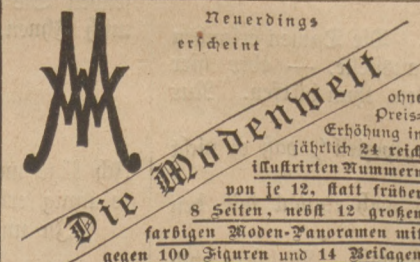 Neuerdings
erscheint
Die Modenwelt
ohne
Preis-
Erhöhung in
jährlich 24 reich
illustrirten Nummern
von je 12, statt früher
8 Seiten, nebst 12 großen
farbigen Moden-Panoramen mit
gegen 100 Figuren und 14 Beilagen